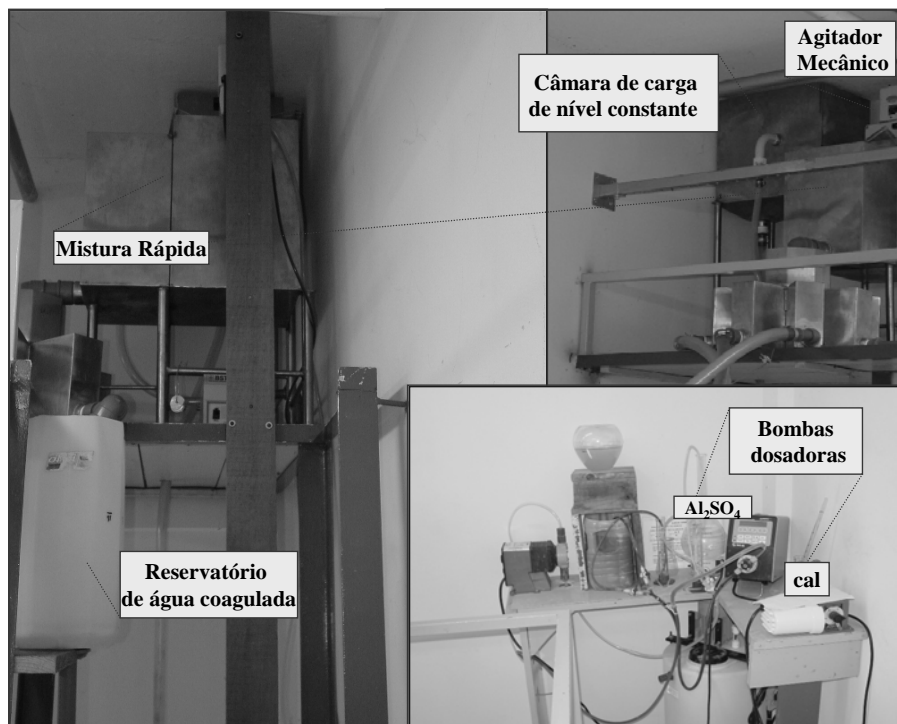 Agitador
Mecânico
Câmara de carga
de nível constante
Mistura Rápida
Bombas
dosadoras
Al₂SO₄
cal
Reservatório
de água coagulada